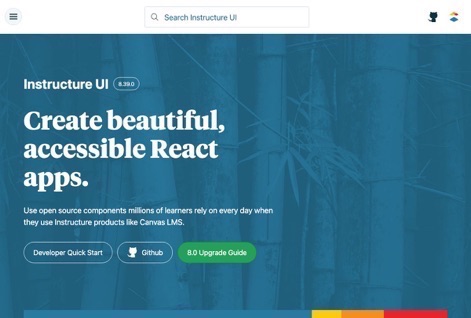 Search Instructure UI
Instructure UI 8.39.0
Create beautiful,
accessible React
apps.
Use open source components millions of learners rely on every day when
they use Instructure products like Canvas LMS.
Developer Quick Start Github 8.0 Upgrade Guide